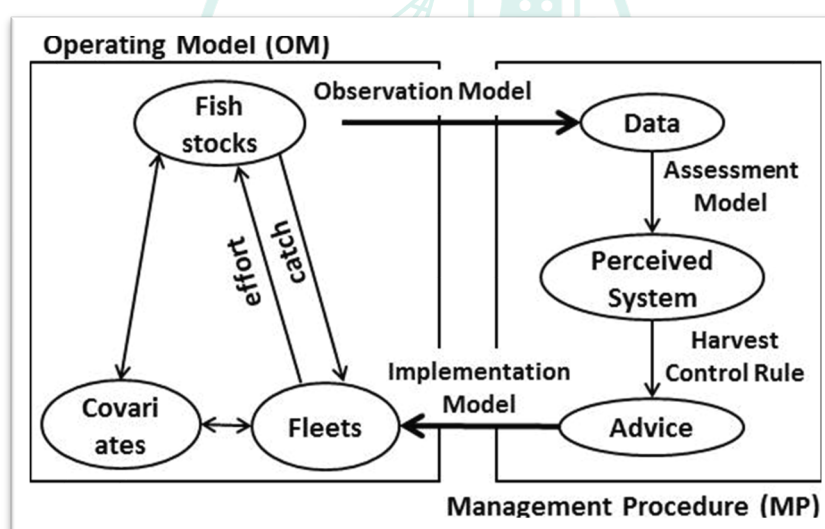 Operating Model (OM)
Fish
stocks
Observation Model
Data
Assessment
Model
effort
catch
Perceived
System
Harvest
Control Rule
Implementation
Model
Covari
ates
Fleets
Advice
Management Procedure (MP)